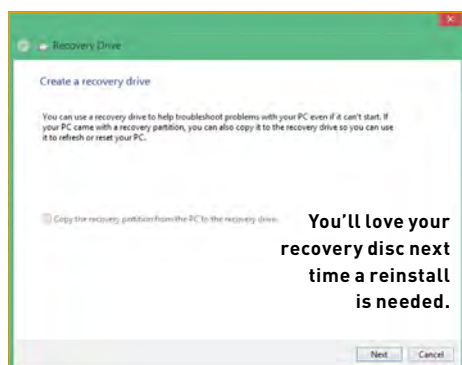 Recovery Drive
Create a recovery drive
You can use a recovery drive to help troubleshoot problems with your PC even if it can't start. If
your PC came with a recovery partition, you can also copy it to the recovery drive so you can use
it to refresh or reset your PC.
Copy the recovery partition from the PC to the recovery drive.
You'll love your
recovery disc next
time a reinstall
is needed.
Next Cancel